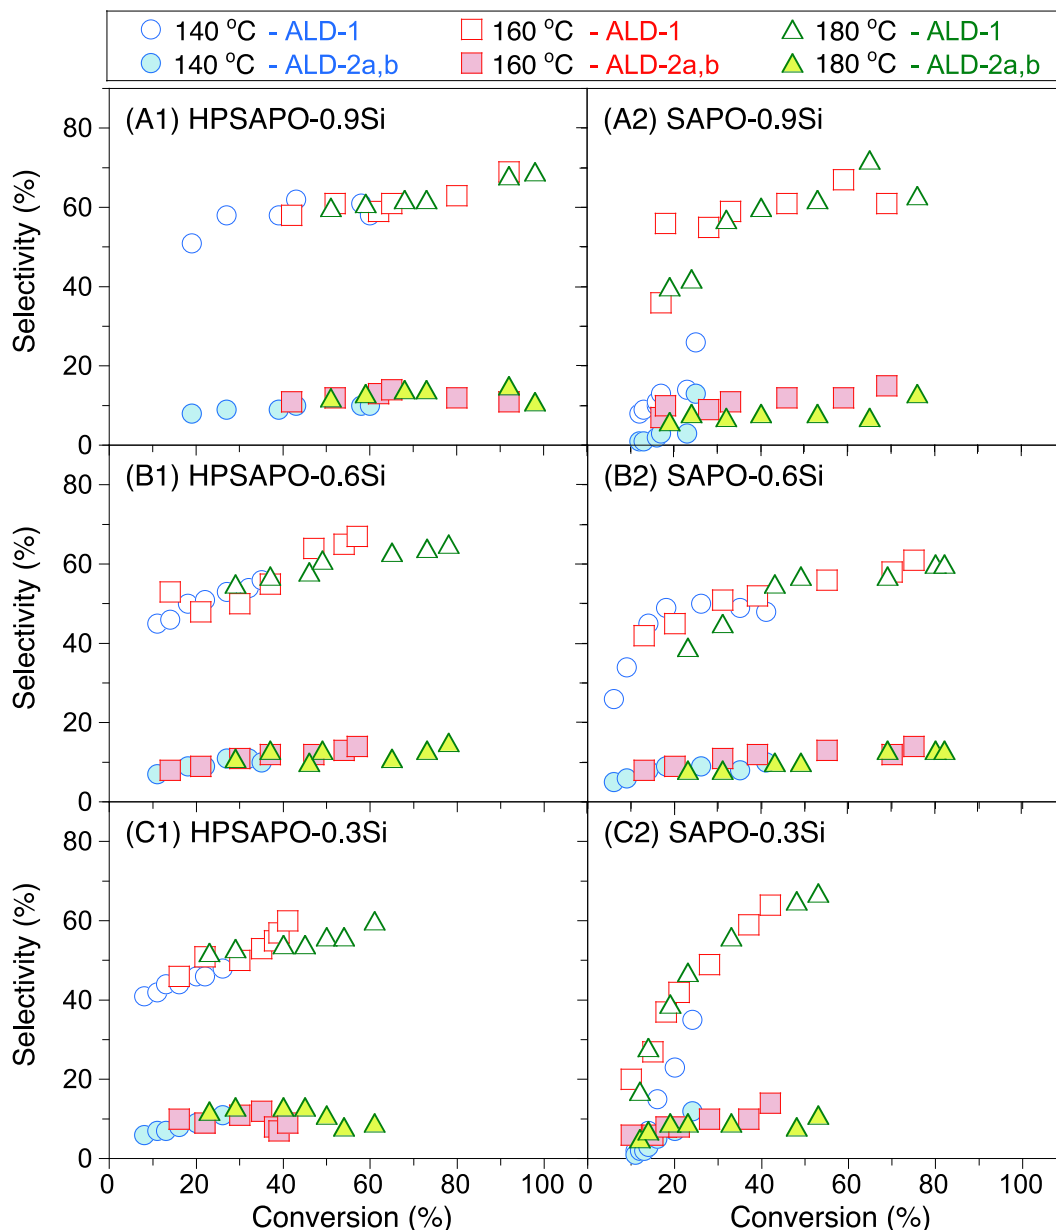 140 °C - ALD-1 160 °C - ALD-1 180 °C - ALD-1
140 °C - ALD-2a,b 160 °C - ALD-2a,b 180 °C - ALD-2a,b
(A1) HPSAPO-0.9Si (A2) SAPO-0.9Si
80
60
40
20
0
Selectivity (%)
(B1) HPSAPO-0.6Si (B2) SAPO-0.6Si
80
60
40
20
0
Selectivity (%)
(C1) HPSAPO-0.3Si (C2) SAPO-0.3Si
80
60
40
20
0
Selectivity (%)
0 20 40 60 80 100 20 40 60 80 100
Conversion (%) Conversion (%)